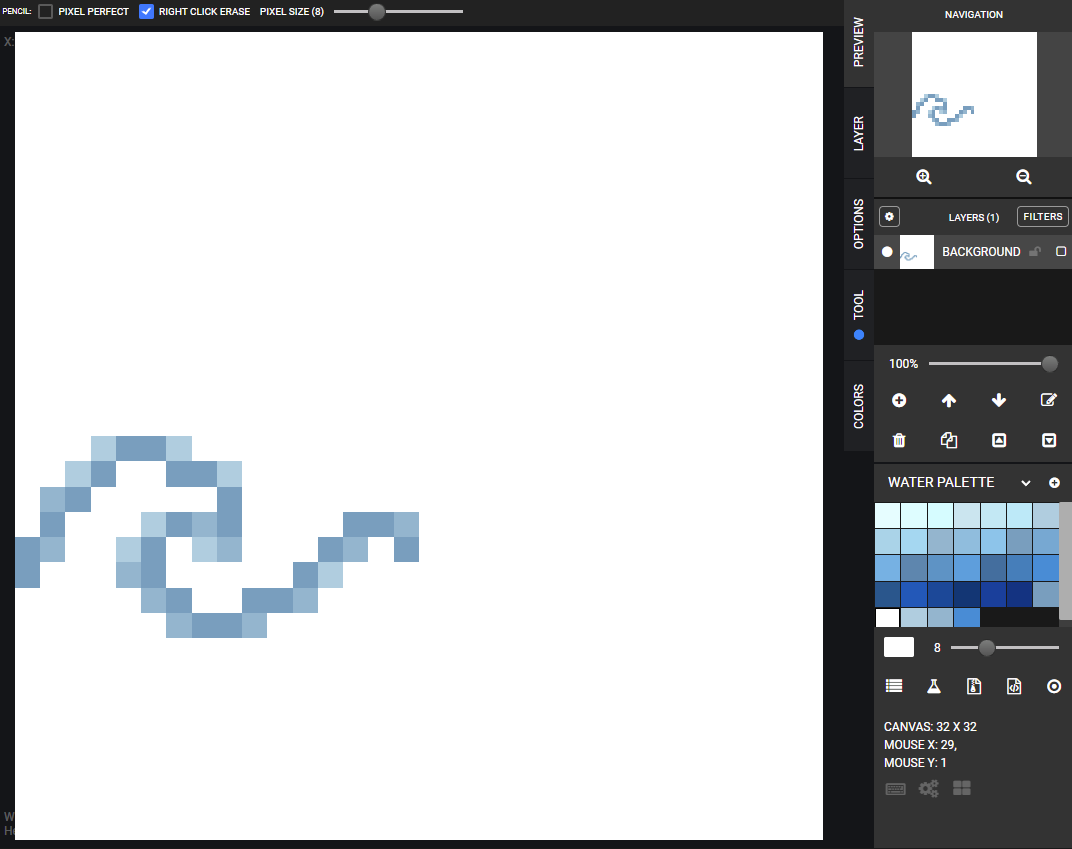 PENCIL: PIXEL PERFECT RIGHT CLICK ERASE PIXEL SIZE (8)
X:
W
PREVIEW
LAYER
OPTIONS
TOOL
COLORS
NAVIGATION
LAYERS (1) FILTERS
BACKGROUND
100%
WATER PALETTE
8
CANVAS: 32 X 32
MOUSE X: 29,
MOUSE Y: 1